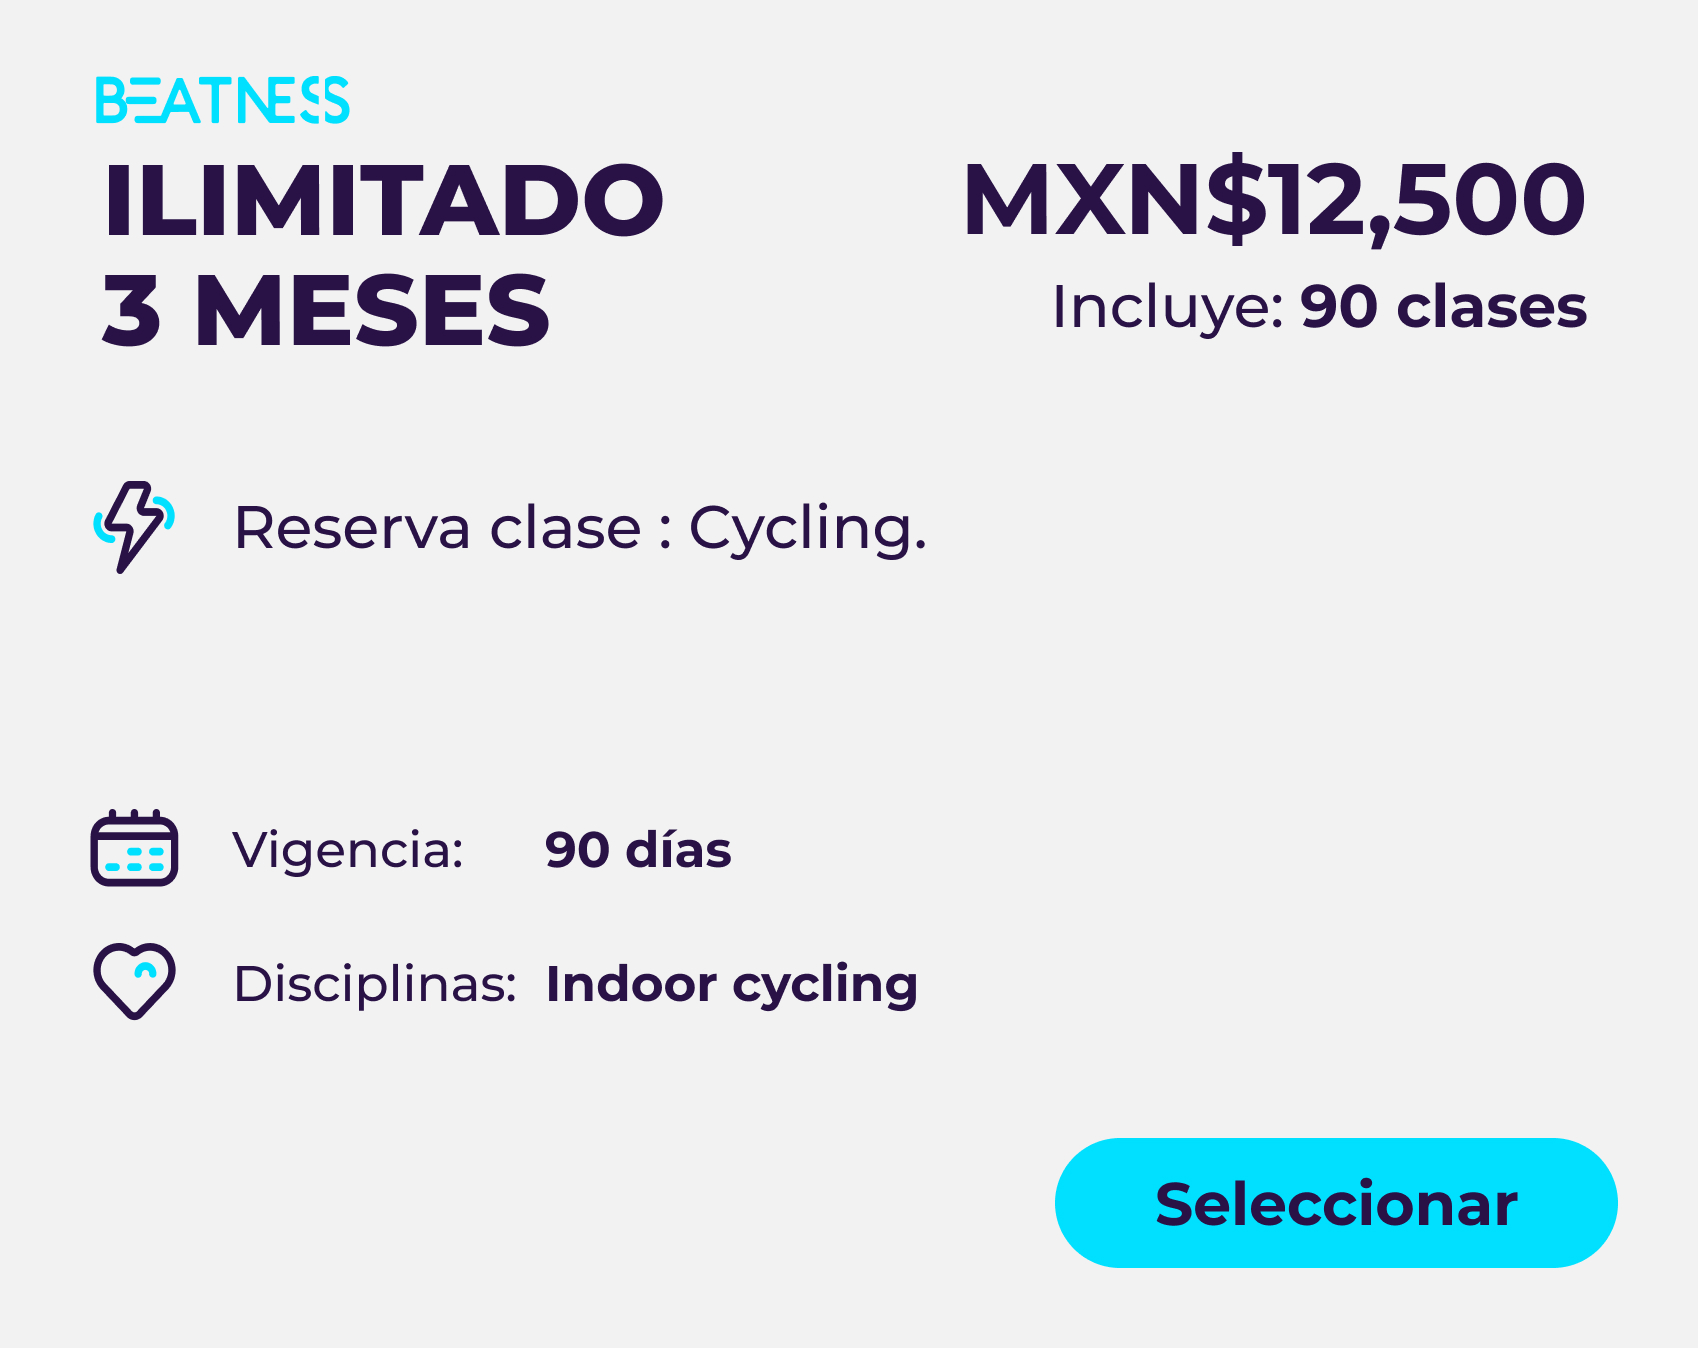 BEATNESS
ILIMITADO
3 MESES
MXN$12,500
Incluye: 90 clases
Reserva clase : Cycling.
Vigencia: 90 días
Disciplinas: Indoor cycling
Seleccionar